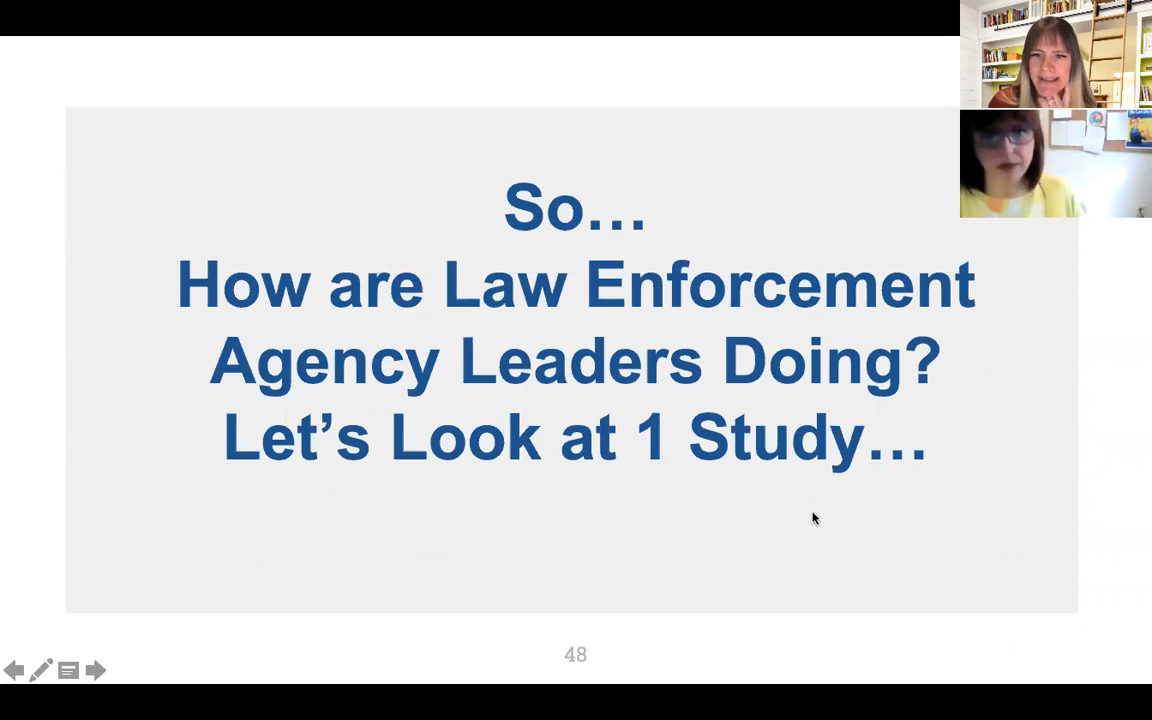 So…
How are Law Enforcement
Agency Leaders Doing?
Let’s Look at 1 Study…
48